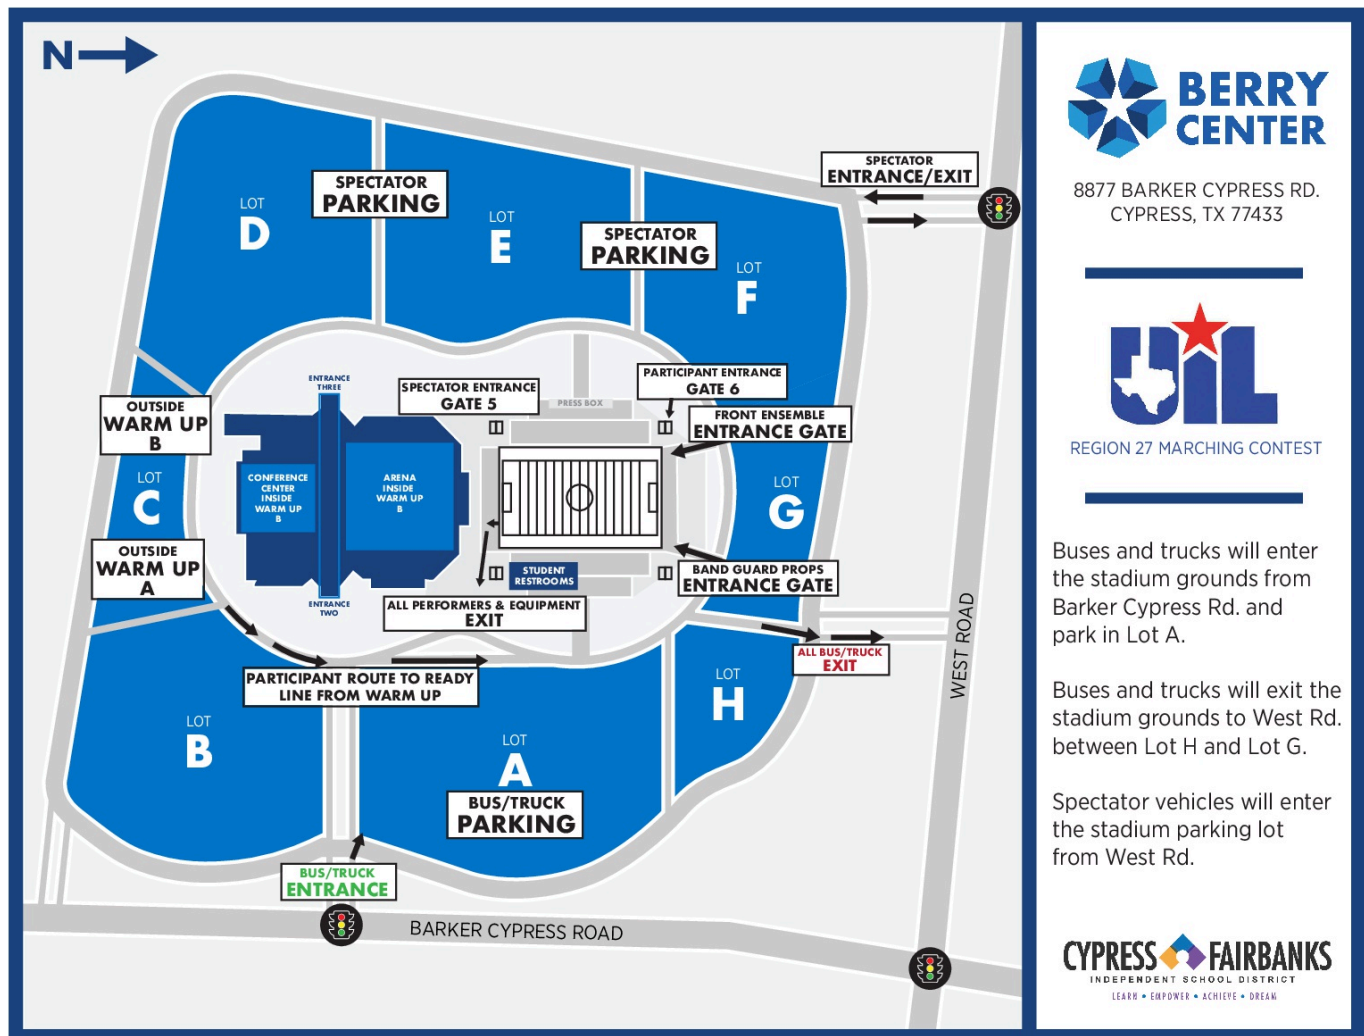 N
LOT
D
SPECTATOR
PARKING
LOT
E
SPECTATOR
PARKING
LOT
F
SPECTATOR
ENTRANCE/EXIT
OUTSIDE
WARM UP
B
LOT
C
OUTSIDE
WARM UP
A
ENTRANCE
THREE
CONFERENCE
CENTER
INSIDE
WARM UP
B
ARENA
INSIDE
WARM UP
B
ENTRANCE
TWO
SPECTATOR ENTRANCE
GATE 5
PRESS BOX
PARTICIPANT ENTRANCE
GATE 6
FRONT ENSEMBLE
ENTRANCE GATE
LOT
G
STUDENT
RESTROOMS
BAND GUARD PROPS
ENTRANCE GATE
ALL PERFORMERS & EQUIPMENT
EXIT
ALL BUS/TRUCK
EXIT
WEST ROAD
PARTICIPANT ROUTE TO READY
LINE FROM WARM UP
LOT
B
LOT
A
BUS/TRUCK
PARKING
LOT
H
BUS/TRUCK
ENTRANCE
BARKER CYPRESS ROAD
BERRY
CENTER
8877 BARKER CYPRESS RD.
CYPRESS, TX 77433
UIL
REGION 27 MARCHING CONTEST
Buses and trucks will enter
the stadium grounds from
Barker Cypress Rd. and
park in Lot A.
Buses and trucks will exit the
stadium grounds to West Rd.
between Lot H and Lot G.
Spectator vehicles will enter
the stadium parking lot
from West Rd.
CYPRESS FAIRBANKS
INDEPENDENT SCHOOL DISTRICT
LEARN • EMPOWER • ACHIEVE • DREAM